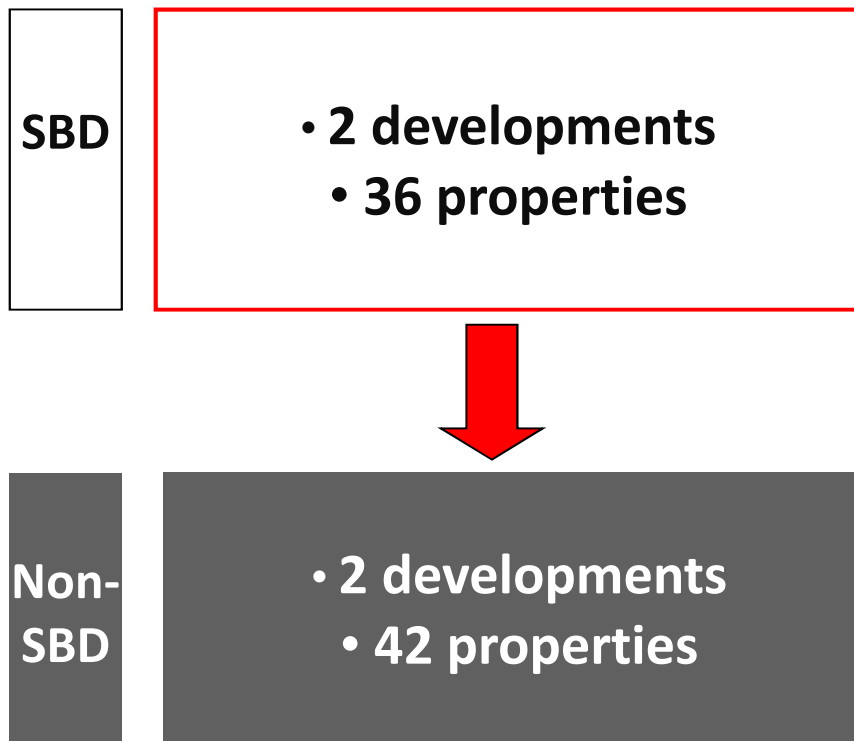 SBD
• 2 developments
• 36 properties
Non-
SBD
• 2 developments
• 42 properties